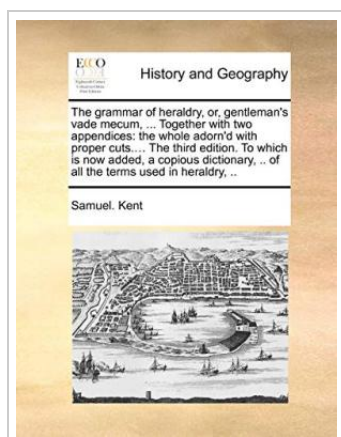 ECCO
History and Geography
The grammar of heraldry, or, gentleman's
vade mecum, ... Together with two
appendices: the whole adorn'd with
proper cuts.... The third edition. To which
is now added, a copious dictionary, .. of
all the terms used in heraldry, ..
Samuel. Kent